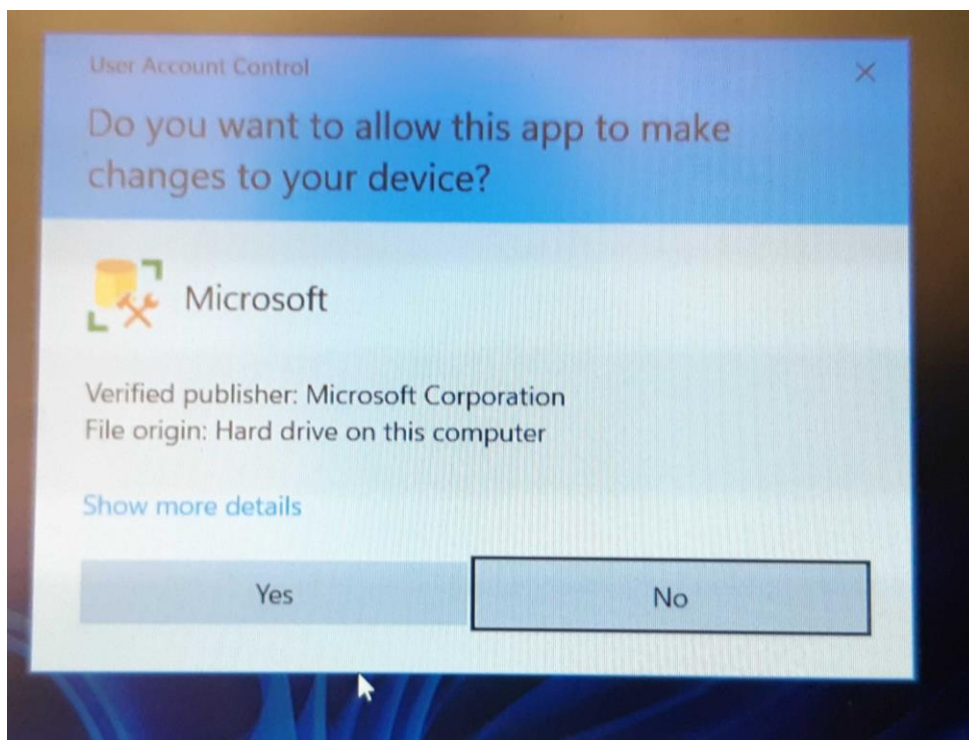 User Account Control
Do you want to allow this app to make
changes to your device?
Microsoft
Verified publisher: Microsoft Corporation
File origin: Hard drive on this computer
Show more details
Yes
No